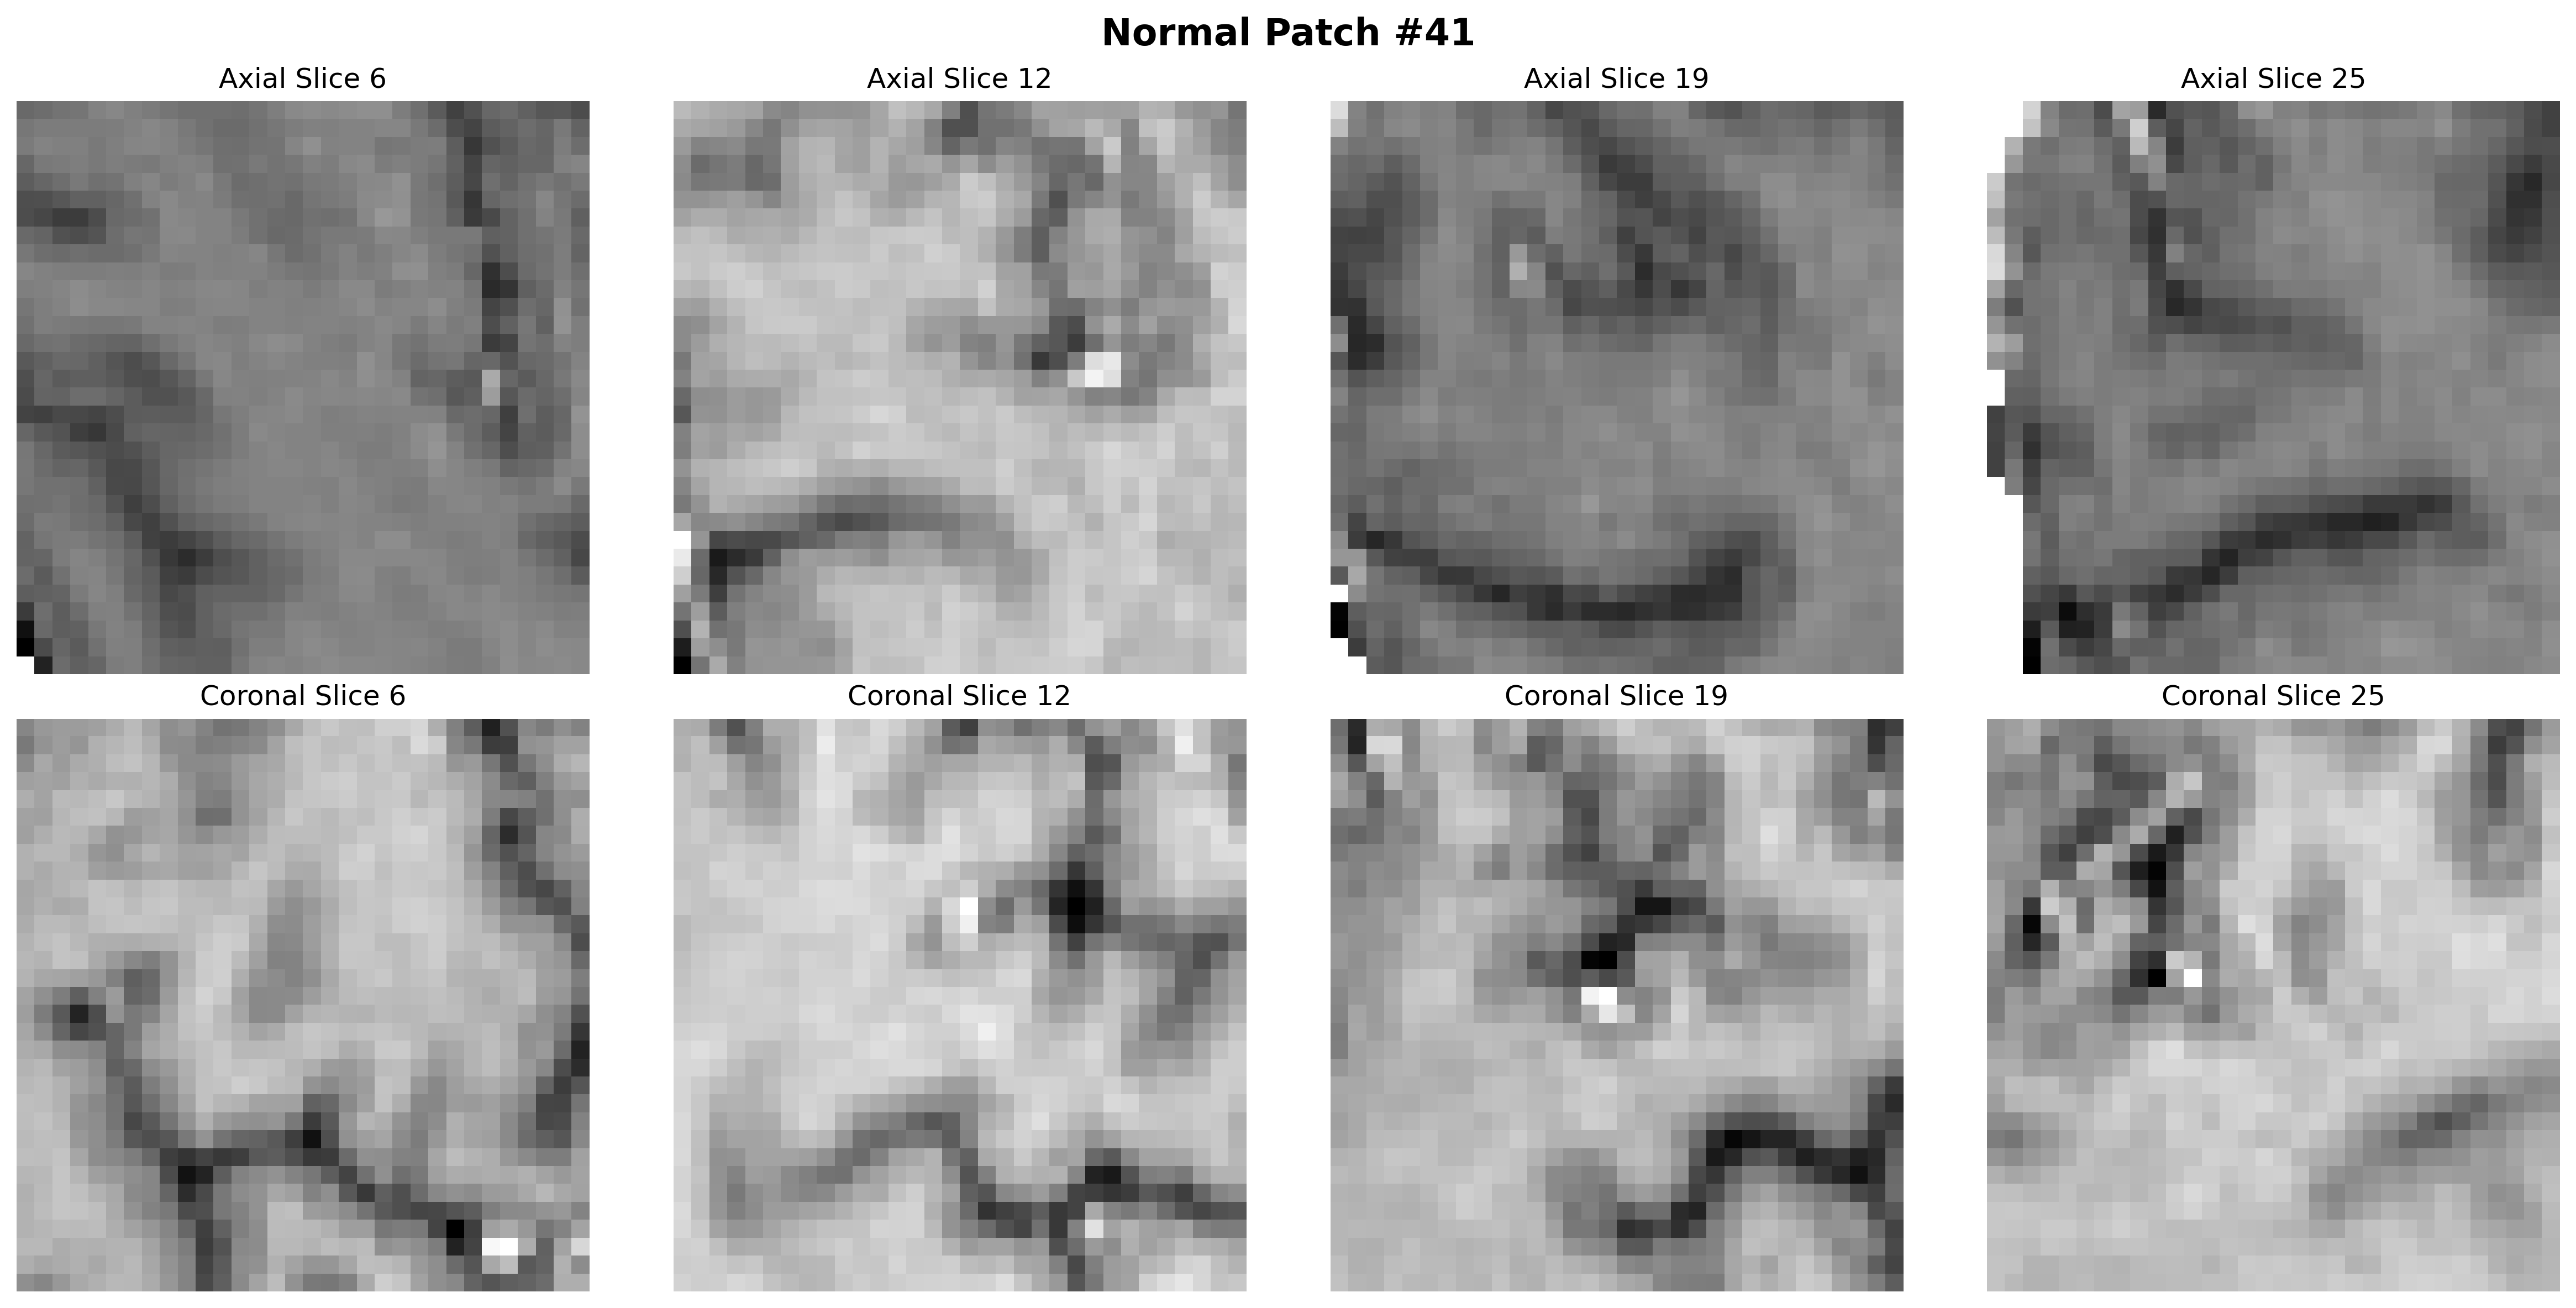 Normal Patch #41
Axial Slice 6
Axial Slice 12
Axial Slice 19
Axial Slice 25
Coronal Slice 6
Coronal Slice 12
Coronal Slice 19
Coronal Slice 25